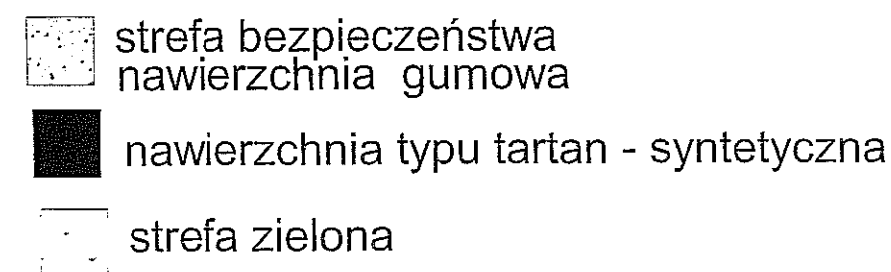 strefa bezpieczeństwa
nawierzchnia gumowa
nawierzchnia typu tartan - syntetyczna
strefa zielona